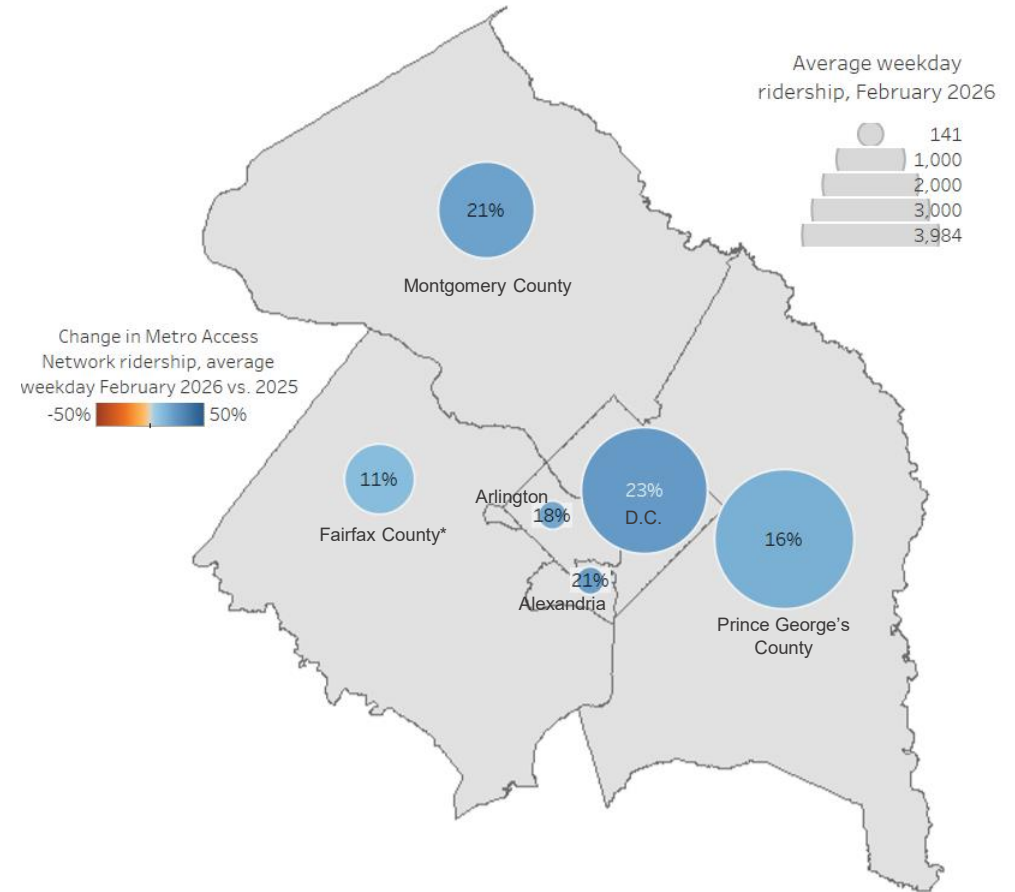 Average weekday
ridership, February 2026
141
1,000
2,000
3,000
3,984
21%
Montgomery County
Change in Metro Access
Network ridership, average
weekday February 2026 vs. 2025
-50% 50%
11%
Fairfax County*
Arlington
18%
23%
D.C.
16%
Prince George’s
County
21%
Alexandria